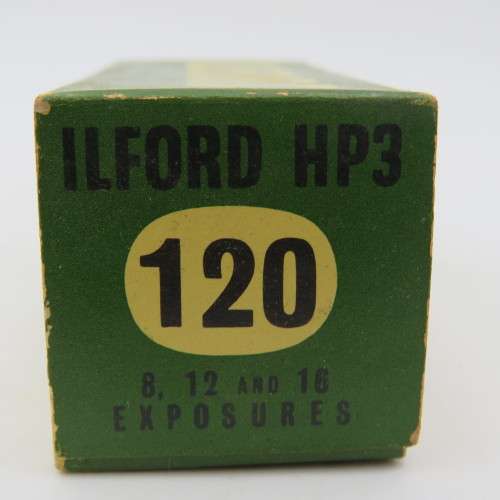 ILFORD HP3
120
8, 12 AND 16
EXPOSURES